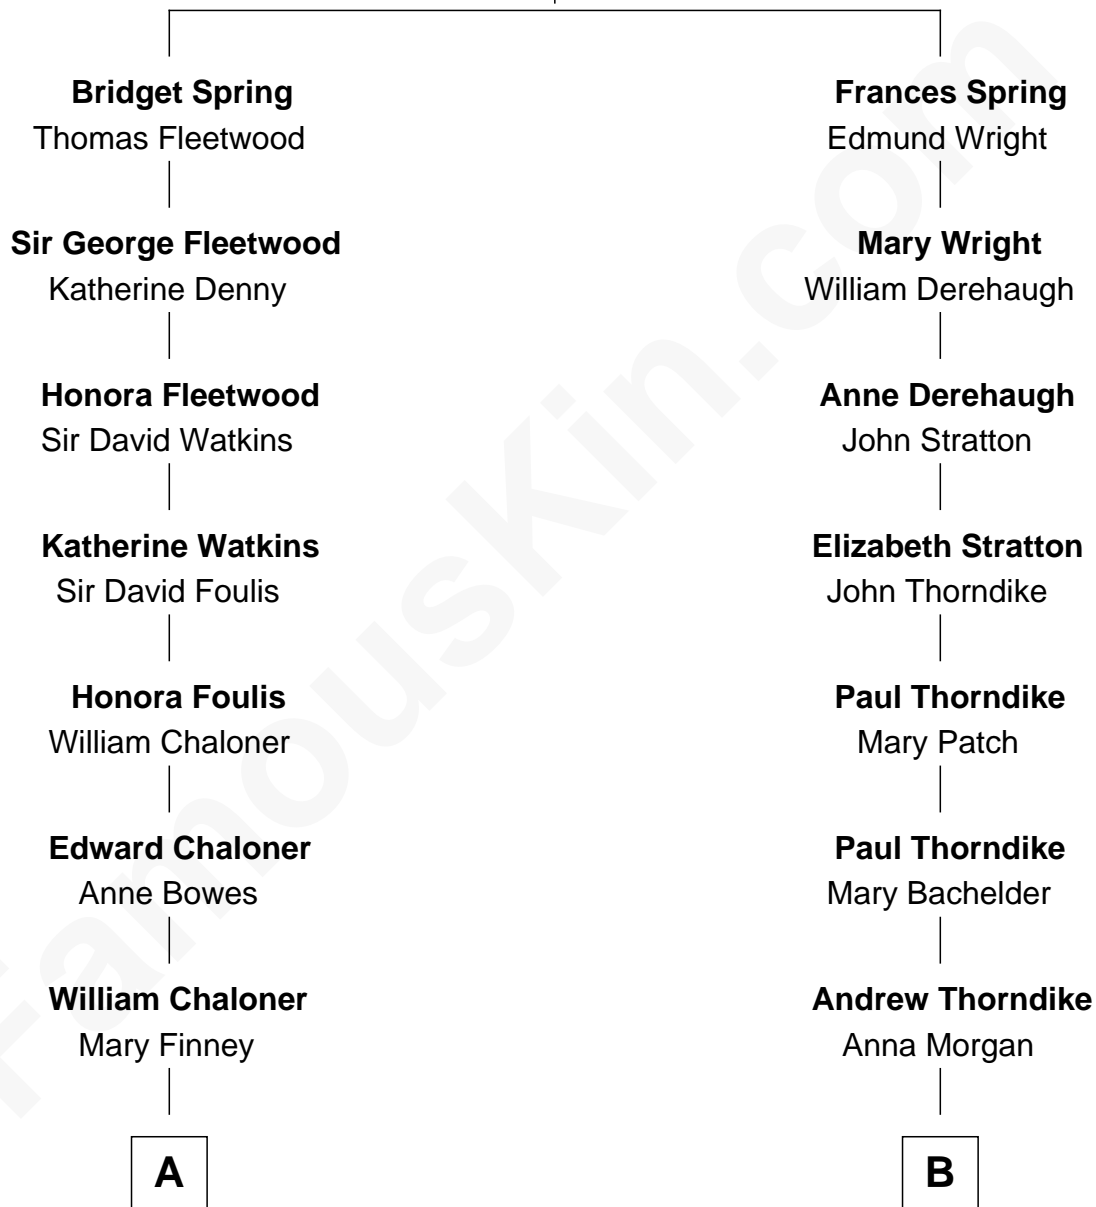 Bridget Spring
Thomas Fleetwood
Frances Spring
Edmund Wright
Sir George Fleetwood
Katherine Denny
Mary Wright
William Derehaugh
Honora Fleetwood
Sir David Watkins
Anne Derehaugh
John Stratton
Katherine Watkins
Sir David Foulis
Elizabeth Stratton
John Thorndike
Honora Foulis
William Chaloner
Paul Thorndike
Mary Patch
Edward Chaloner
Anne Bowes
Paul Thorndike
Mary Bachelder
William Chaloner
Mary Finney
Andrew Thorndike
Anna Morgan
A
B
FamousKin.com